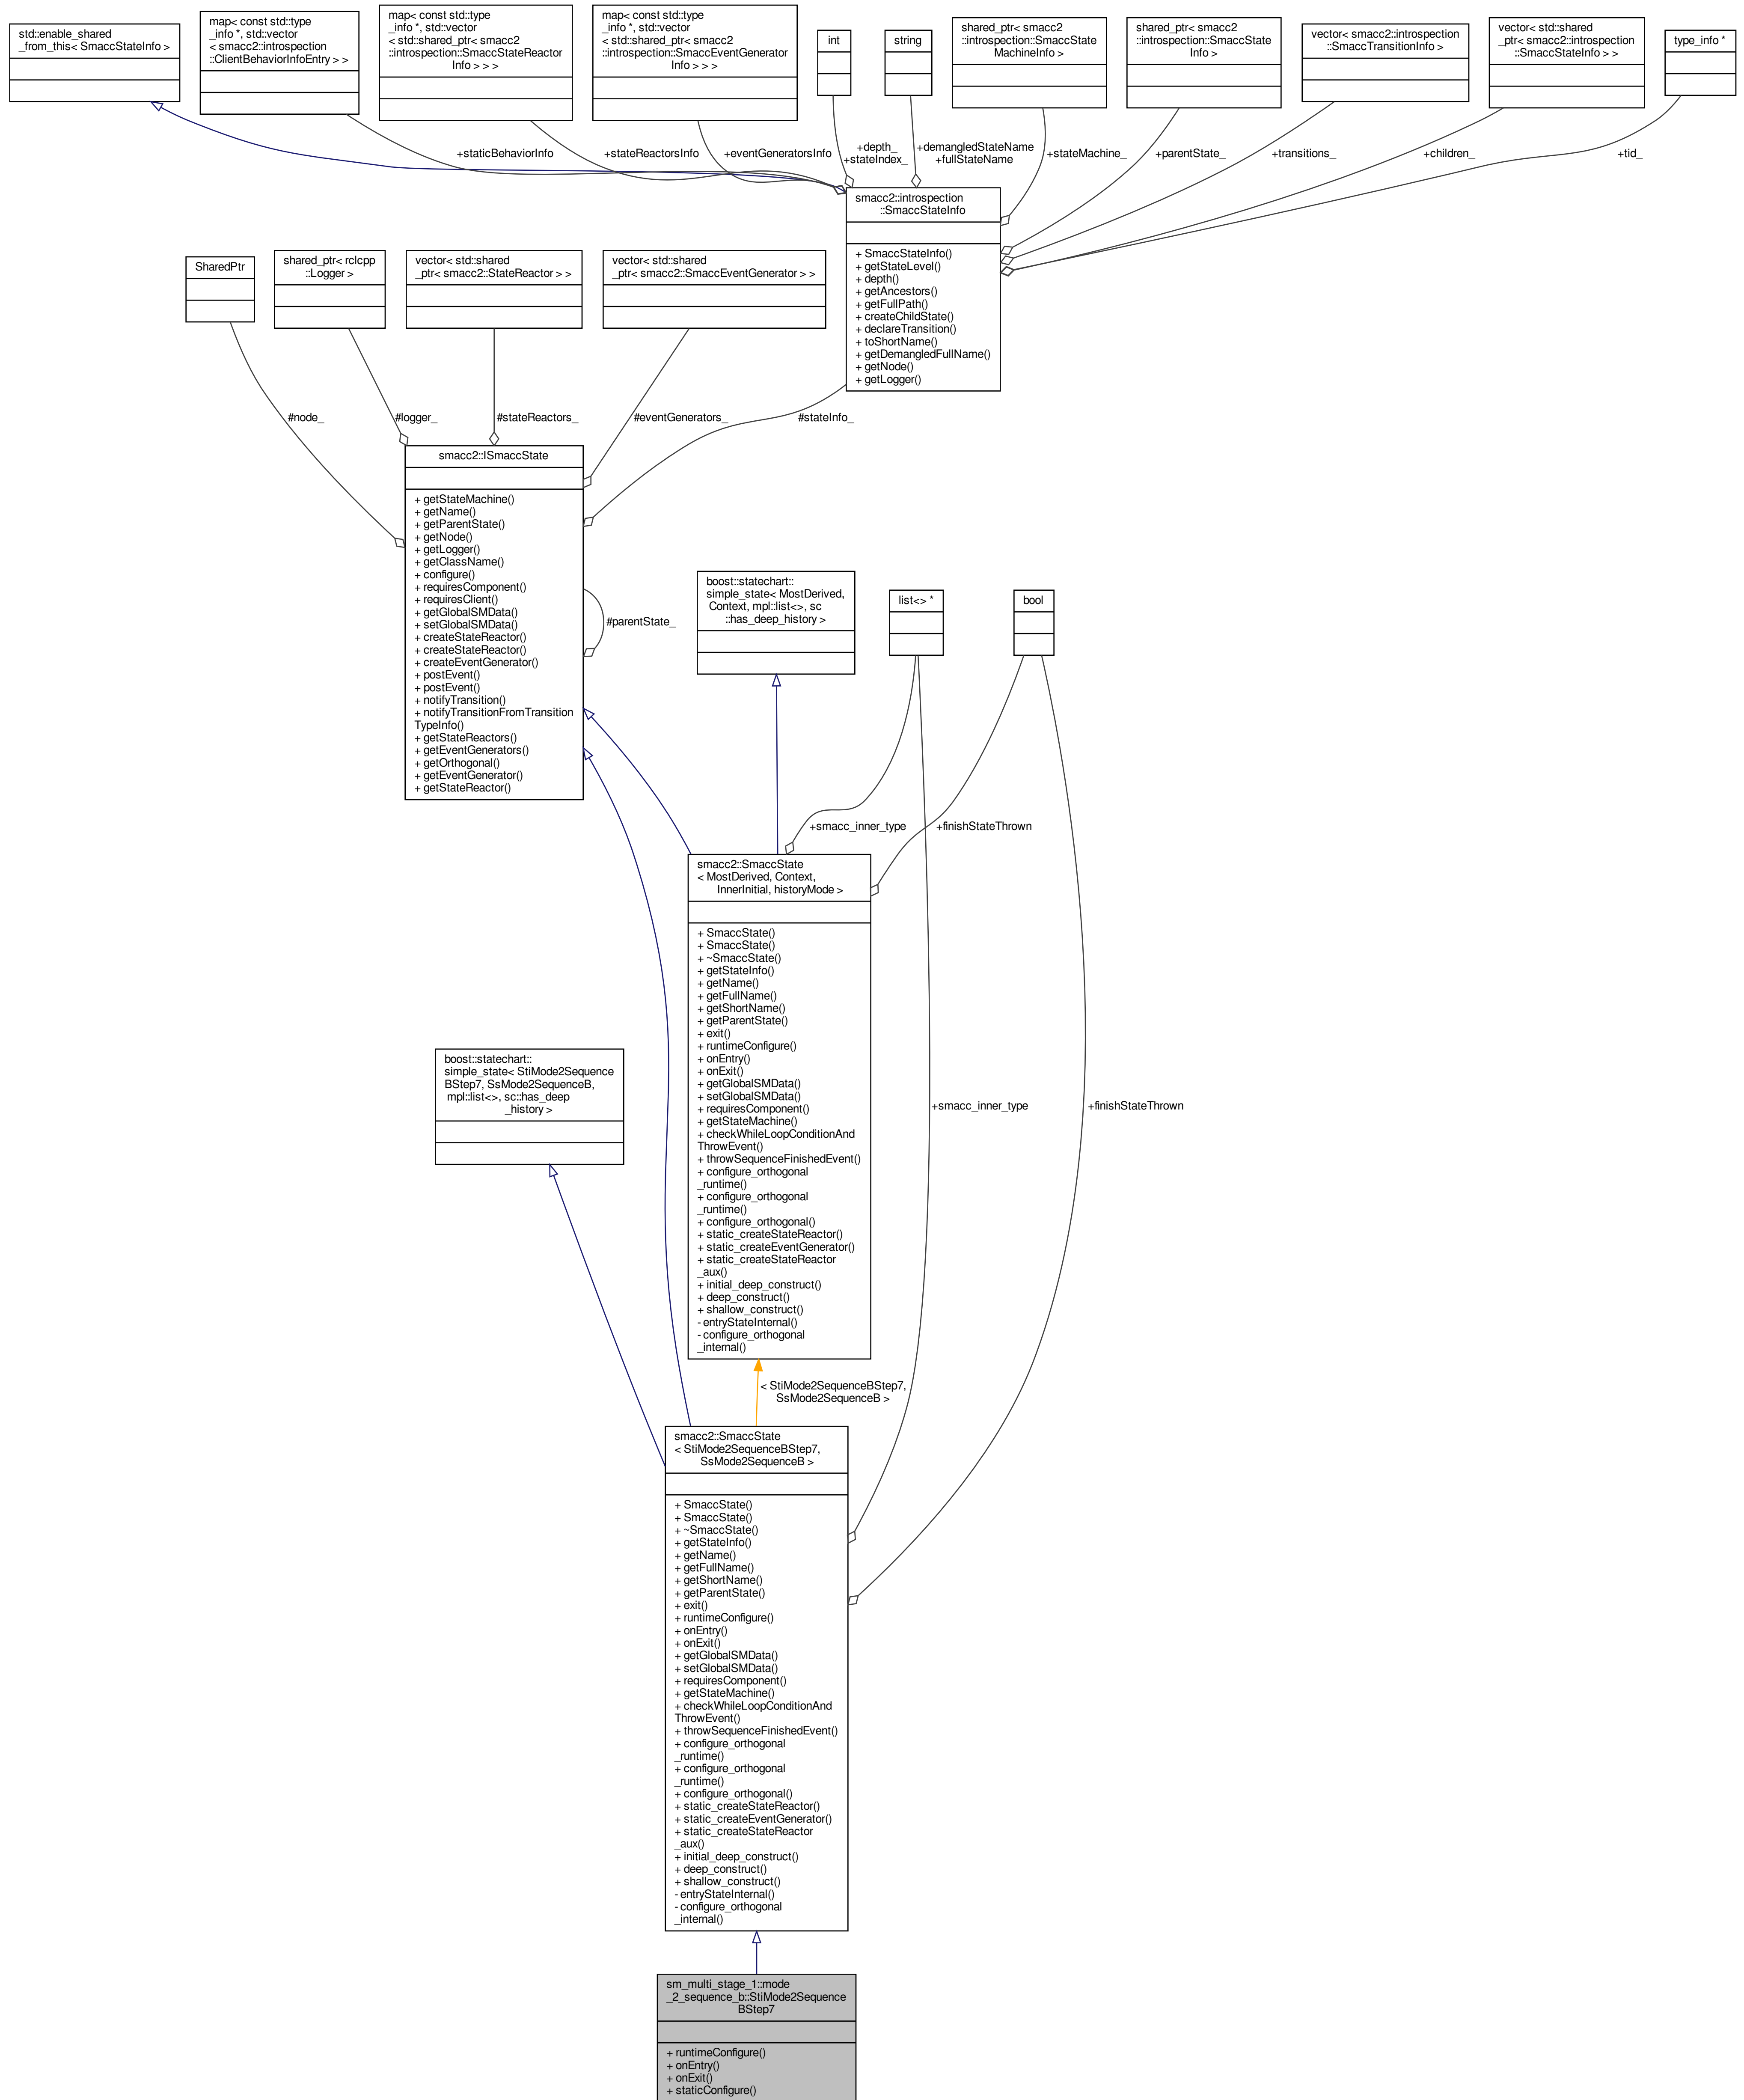 std::enable_shared
_from_this< SmaccStateInfo >
map< const std::type
_info *, std::vector
< smacc2::introspection
::ClientBehaviorInfoEntry > >
map< const std::type
_info *, std::vector
< std::shared_ptr< smacc2
::introspection::SmaccStateReactor
Info > > >
map< const std::type
_info *, std::vector
< std::shared_ptr< smacc2
::introspection::SmaccEventGenerator
Info > > >
int
string
shared_ptr< smacc2
::introspection::SmaccState
MachineInfo >
shared_ptr< smacc2
::introspection::SmaccState
Info >
vector< smacc2::introspection
::SmaccTransitionInfo >
vector< std::shared
_ptr< smacc2::introspection
::SmaccStateInfo > >
type_info *
+staticBehaviorInfo
+stateReactorsInfo
+eventGeneratorsInfo
+depth_
+stateIndex_
+demangledStateName
+fullStateName
+stateMachine_
+parentState_
+transitions_
+children_
+tid_
smacc2::introspection
::SmaccStateInfo
+ SmaccStateInfo()
+ getStateLevel()
+ depth()
+ getAncestors()
+ getFullPath()
+ createChildState()
+ declareTransition()
+ toShortName()
+ getDemangledFullName()
+ getNode()
+ getLogger()
SharedPtr
shared_ptr< rclcpp
::Logger >
vector< std::shared
_ptr< smacc2::StateReactor > >
vector< std::shared
_ptr< smacc2::SmaccEventGenerator > >
#node_
#logger_
#stateReactors_
#eventGenerators_
#stateInfo_
smacc2::ISmaccState
+ getStateMachine()
+ getName()
+ getParentState()
+ getNode()
+ getLogger()
+ getClassName()
+ configure()
+ requiresComponent()
+ requiresClient()
+ getGlobalSMData()
+ setGlobalSMData()
+ createStateReactor()
+ createStateReactor()
+ createEventGenerator()
+ postEvent()
+ postEvent()
+ notifyTransition()
+ notifyTransitionFromTransition
TypeInfo()
+ getStateReactors()
+ getEventGenerators()
+ getOrthogonal()
+ getEventGenerator()
+ getStateReactor()
#parentState_
boost::statechart::
simple_state< MostDerived,
Context, mpl::list<>, sc
::has_deep_history >
list<> *
bool
+smacc_inner_type
+finishStateThrown
smacc2::SmaccState
< MostDerived, Context,
InnerInitial, historyMode >
+ SmaccState()
+ SmaccState()
+ ~SmaccState()
+ getStateInfo()
+ getName()
+ getFullName()
+ getShortName()
+ getParentState()
+ exit()
+ runtimeConfigure()
+ onEntry()
+ onExit()
+ getGlobalSMData()
+ setGlobalSMData()
+ requiresComponent()
+ getStateMachine()
+ checkWhileLoopConditionAnd
ThrowEvent()
+ throwSequenceFinishedEvent()
+ configure_orthogonal
_runtime()
+ configure_orthogonal
_runtime()
+ configure_orthogonal()
+ static_createStateReactor()
+ static_createEventGenerator()
+ static_createStateReactor
_aux()
+ initial_deep_construct()
+ deep_construct()
+ shallow_construct()
- entryStateInternal()
- configure_orthogonal
_internal()
boost::statechart::
simple_state< StiMode2Sequence
BStep7, SsMode2SequenceB,
mpl::list<>, sc::has_deep
_history >
+smacc_inner_type
+finishStateThrown
< StiMode2SequenceBStep7,
SsMode2SequenceB >
smacc2::SmaccState
< StiMode2SequenceBStep7,
SsMode2SequenceB >
+ SmaccState()
+ SmaccState()
+ ~SmaccState()
+ getStateInfo()
+ getName()
+ getFullName()
+ getShortName()
+ getParentState()
+ exit()
+ runtimeConfigure()
+ onEntry()
+ onExit()
+ getGlobalSMData()
+ setGlobalSMData()
+ requiresComponent()
+ getStateMachine()
+ checkWhileLoopConditionAnd
ThrowEvent()
+ throwSequenceFinishedEvent()
+ configure_orthogonal
_runtime()
+ configure_orthogonal
_runtime()
+ configure_orthogonal()
+ static_createStateReactor()
+ static_createEventGenerator()
+ static_createStateReactor
_aux()
+ initial_deep_construct()
+ deep_construct()
+ shallow_construct()
- entryStateInternal()
- configure_orthogonal
_internal()
sm_multi_stage_1::mode
_2_sequence_b::StiMode2Sequence
BStep7
+ runtimeConfigure()
+ onEntry()
+ onExit()
+ staticConfigure()